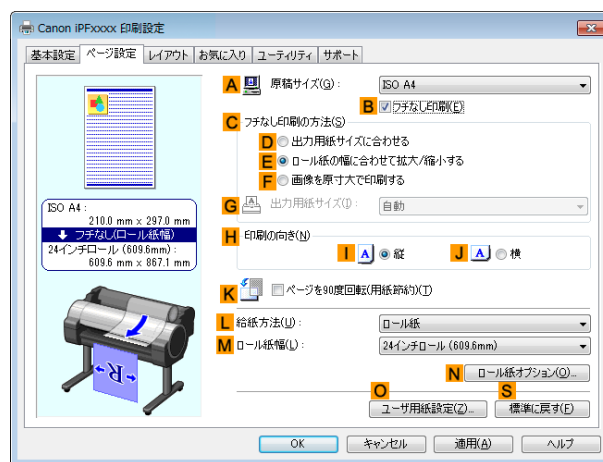 Canon iPFxxxx 印刷設定
基本設定 ページ設定 レイアウト お気に入り ユーティリティ サポート
A 原稿サイズ(G): ISO A4
B フチなし印刷(E)
C フチなし印刷の方法(S)
D 出力用紙サイズに合わせる
E ロール紙の幅に合わせて拡大/縮小する
F 画像を原寸大で印刷する
G 出力用紙サイズ(I): 自動
H 印刷の向き(N)
I A 縦 J A 横
K ページを90度回転(用紙節約)(T)
L 給紙方法(U): ロール紙
M ロール紙幅(L): 24インチロール (609.6mm)
N ロール紙オプション(O)...
O S
ユーザ用紙設定(Z)... 標準に戻す(F)
ISO A4 :
210.0 mm × 297.0 mm
フチなし(ロール紙幅)
24インチロール (609.6mm) :
609.6 mm × 867.1 mm
R
OK キャンセル 適用(A) ヘルプ